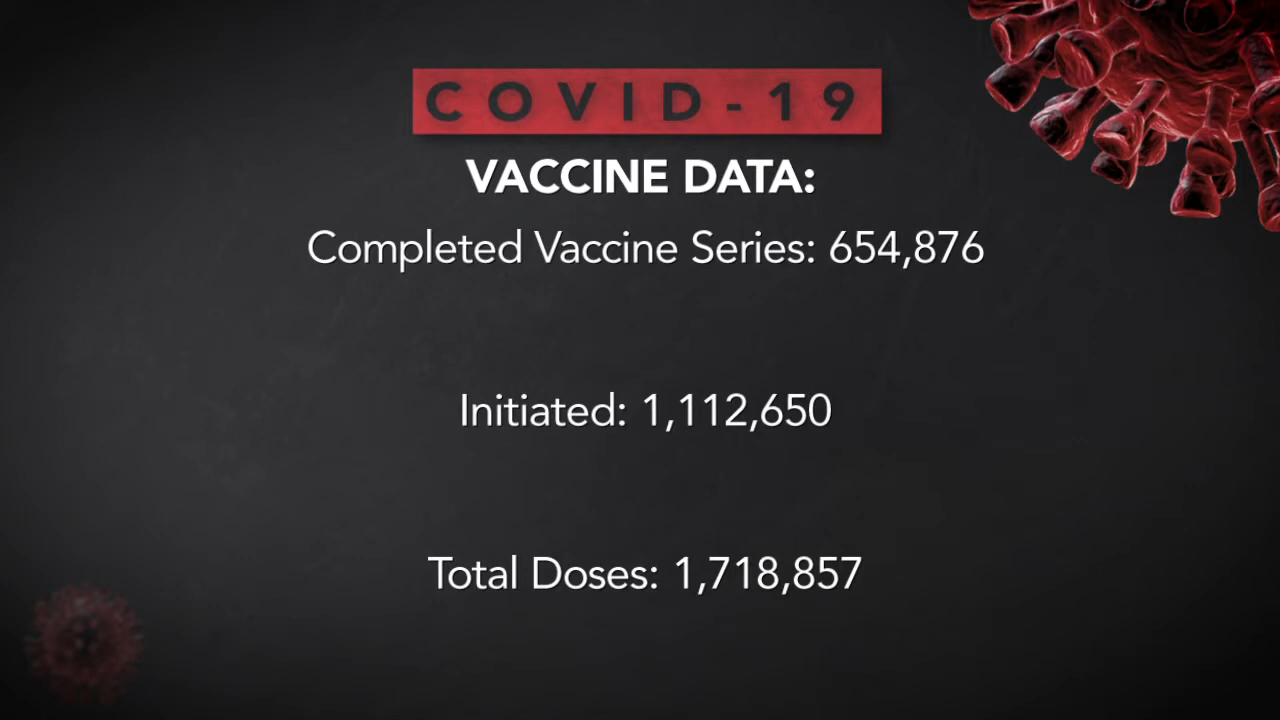 COVID-19
VACCINE DATA:
Completed Vaccine Series: 654,876
Initiated: 1,112,650
Total Doses: 1,718,857